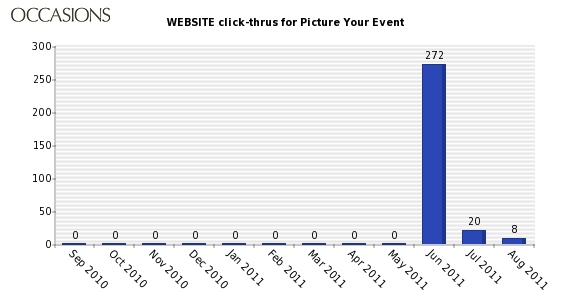 OCCASIONS
WEBSITE click-thrus for Picture Your Event
300
250
200
150
100
50
0
0 0 0 0 0 0 0 0 0 272 20 8
Sep 2010 Oct 2010 Nov 2010 Dec 2010 Jan 2011 Feb 2011 Mar 2011 Apr 2011 May 2011 Jun 2011 Jul 2011 Aug 2011